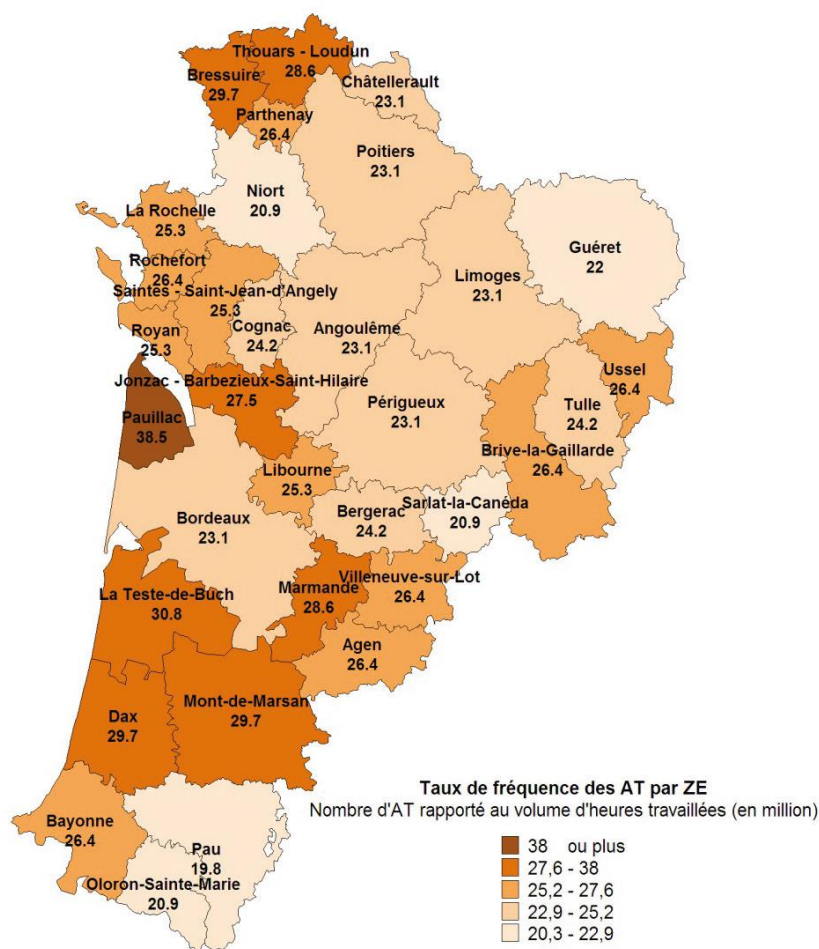 Thouars - Loudun
28.6
Bressuire
29.7
Châtellerault
23.1
Parthenay
26.4
Poitiers
23.1
Niort
20.9
La Rochelle
25.3
Guéret
22
Rochefort
26.4
Limoges
23.1
Saintes - Saint-Jean-d'Angely
25.3
Cognac
24.2
Angoulême
23.1
Royan
25.3
Ussel
26.4
Jonzac - Barbezieux-Saint-Hilaire
27.5
Pauillac
38.5
Périgueux
23.1
Tulle
24.2
Brive-la-Gaillarde
26.4
Libourne
25.3
Bordeaux
23.1
Bergerac
24.2
Sarlat-la-Canéda
20.9
La Teste-de-Buch
30.8
Marmande
28.6
Villeneuve-sur-Lot
26.4
Agen
26.4
Dax
29.7
Mont-de-Marsan
29.7
Bayonne
26.4
Pau
19.8
Oloron-Sainte-Marie
20.9
Taux de fréquence des AT par ZE
Nombre d'AT rapporté au volume d'heures travaillées (en million)
38 ou plus
27,6 - 38
25,2 - 27,6
22,9 - 25,2
20,3 - 22,9